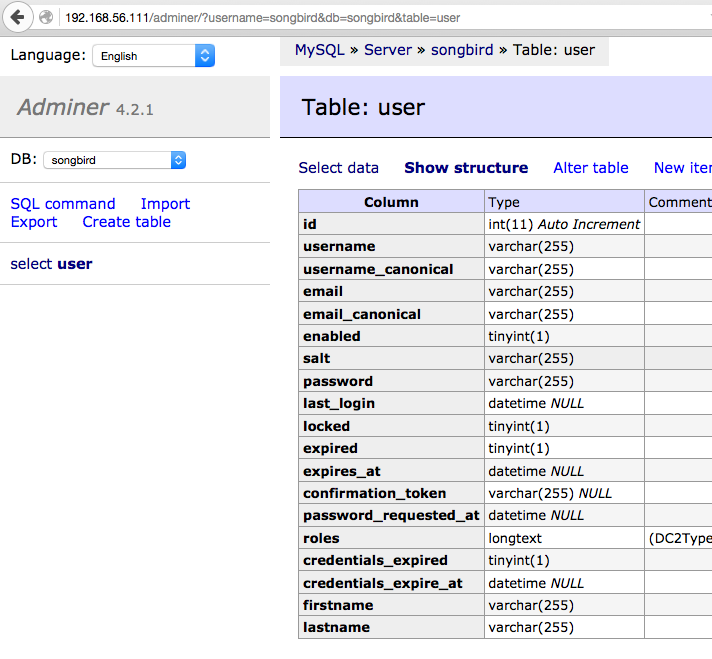 192.168.56.111/adminer/?username=songbird&db=songbird&table=user
Language: English
MySQL » Server » songbird » Table: user
Adminer 4.2.1
Table: user
DB: songbird
Select data Show structure Alter table New
SQL command Import
Export Create table
select user
Column Type Comment
id int(11) Auto Increment
username varchar(255)
username_canonical varchar(255)
email varchar(255)
email_canonical varchar(255)
enabled tinyint(1)
salt varchar(255)
password varchar(255)
last_login datetime NULL
locked tinyint(1)
expired tinyint(1)
expires_at datetime NULL
confirmation_token varchar(255) NULL
password_requested_at datetime NULL
roles longtext (DC2Type
credentials_expired tinyint(1)
credentials_expire_at datetime NULL
firstname varchar(255)
lastname varchar(255)